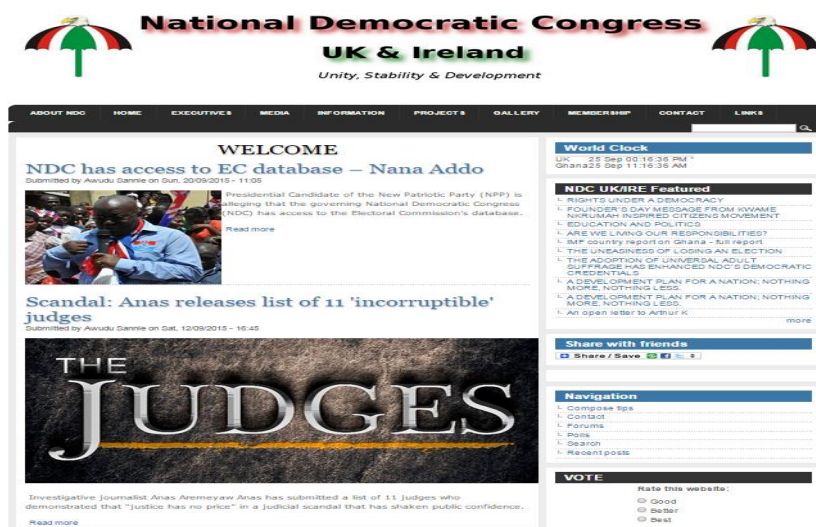 National Democratic Congress
UK & Ireland
Unity, Stability & Development
ABOUT NDC HOME EXECUTIVES MEDIA INFORMATION PROJECTS GALLERY MEMBERSHIP CONTACT LINKS
WELCOME
NDC has access to EC database – Nana Addo
Submitted by Awudu Sannie on Sun, 20/09/2015 - 11:05
Presidential Candidate of the New Patriotic Party (NPP) is
alleging that the governing National Democratic Congress
(NDC) has access to the Electoral Commission's database.
Read more
Scandal: Anas releases list of 11 'incorruptible'
judges
Submitted by Awudu Sannie on Sat, 12/09/2015 - 16:45
THE
JUDGES
Investigative journalist Anas Aremeyaw Anas has submitted a list of 11 judges who
demonstrated that "justice has no price" in a judicial scandal that has shaken public confidence.
Read more
World Clock
UK 25 Sep 00:16:36 PM *
Ghana 25 Sep 11:16:36 AM
NDC UK/IRE Featured
RIGHTS UNDER A DEMOCRACY
FOUNDER'S DAY MESSAGE FROM KWAME
NKRUMAH INSPIRED CITIZENS MOVEMENT
EDUCATION AND POLITICS
ARE WE LIVING OUR RESPONSIBILITIES?
IMF country report on Ghana - full report
THE UNEASINESS OF LOSING AN ELECTION
THE ADOPTION OF UNIVERSAL ADULT
SUFFRAGE HAS ENHANCED NDC'S DEMOCRATIC
CREDENTIALS
A DEVELOPMENT PLAN FOR A NATION; NOTHING
MORE, NOTHING LESS.
A DEVELOPMENT PLAN FOR A NATION; NOTHING
MORE, NOTHING LESS.
An open letter to Arthur K
more
Share with friends
Share / Save
Navigation
Compose tips
Contact
Forums
Polls
Search
Recent posts
VOTE
Rate this website:
Good
Better
Best